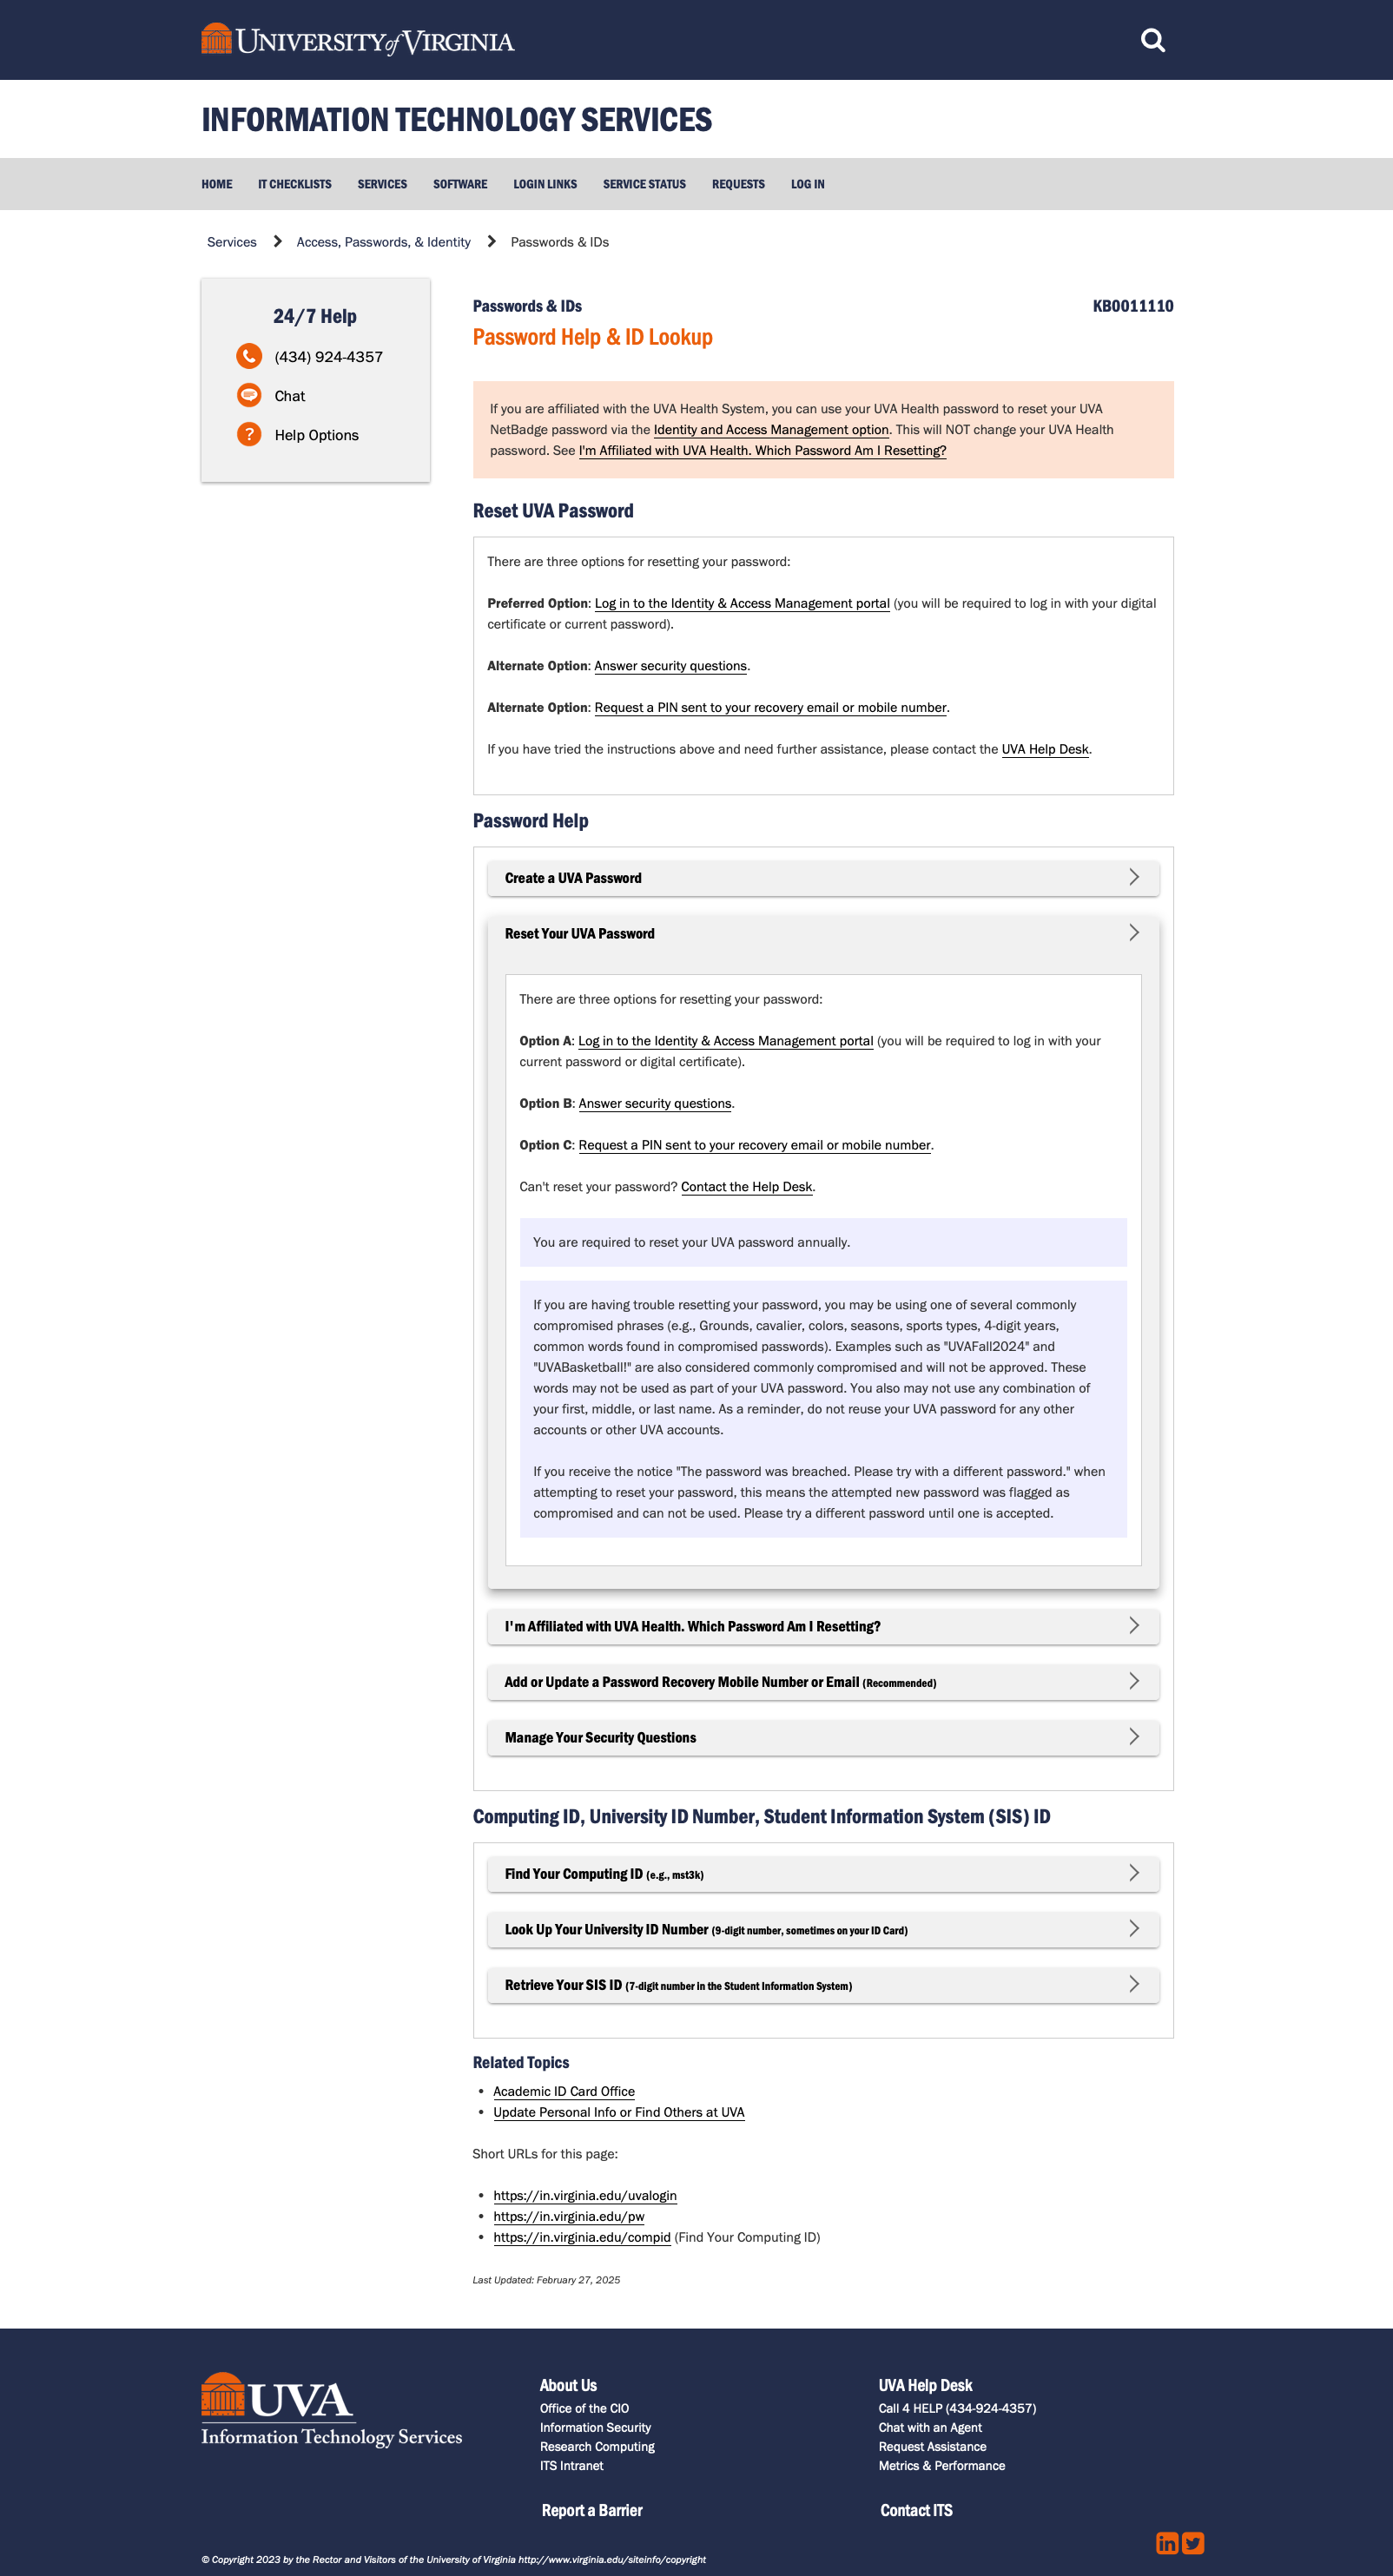 UNIVERSITY of VIRGINIA
INFORMATION TECHNOLOGY SERVICES
HOME IT CHECKLISTS SERVICES SOFTWARE LOGIN LINKS SERVICE STATUS REQUESTS LOG IN
Services Access, Passwords, & Identity Passwords & IDs
24/7 Help
(434) 924-4357
Chat
? Help Options
Passwords & IDs KB0011110
Password Help & ID Lookup
If you are affiliated with the UVA Health System, you can use your UVA Health password to reset your UVA
NetBadge password via the Identity and Access Management option. This will NOT change your UVA Health
password. See I'm Affiliated with UVA Health. Which Password Am I Resetting?
Reset UVA Password
There are three options for resetting your password:
Preferred Option: Log in to the Identity & Access Management portal (you will be required to log in with your digital
certificate or current password).
Alternate Option: Answer security questions.
Alternate Option: Request a PIN sent to your recovery email or mobile number.
If you have tried the instructions above and need further assistance, please contact the UVA Help Desk.
Password Help
Create a UVA Password
Reset Your UVA Password
There are three options for resetting your password:
Option A: Log in to the Identity & Access Management portal (you will be required to log in with your
current password or digital certificate).
Option B: Answer security questions.
Option C: Request a PIN sent to your recovery email or mobile number.
Can't reset your password? Contact the Help Desk.
You are required to reset your UVA password annually.
If you are having trouble resetting your password, you may be using one of several commonly
compromised phrases (e.g., Grounds, cavalier, colors, seasons, sports types, 4-digit years,
common words found in compromised passwords). Examples such as "UVAFall2024" and
"UVABasketball!" are also considered commonly compromised and will not be approved. These
words may not be used as part of your UVA password. You also may not use any combination of
your first, middle, or last name. As a reminder, do not reuse your UVA password for any other
accounts or other UVA accounts.
If you receive the notice "The password was breached. Please try with a different password." when
attempting to reset your password, this means the attempted new password was flagged as
compromised and can not be used. Please try a different password until one is accepted.
I'm Affiliated with UVA Health. Which Password Am I Resetting?
Add or Update a Password Recovery Mobile Number or Email (Recommended)
Manage Your Security Questions
Computing ID, University ID Number, Student Information System (SIS) ID
Find Your Computing ID (e.g., mst3k)
Look Up Your University ID Number (9-digit number, sometimes on your ID Card)
Retrieve Your SIS ID (7-digit number in the Student Information System)
Related Topics
• Academic ID Card Office
• Update Personal Info or Find Others at UVA
Short URLs for this page:
• https://in.virginia.edu/uvalogin
• https://in.virginia.edu/pw
• https://in.virginia.edu/compid (Find Your Computing ID)
Last Updated: February 27, 2025
UVA
Information Technology Services
About Us
Office of the CIO
Information Security
Research Computing
ITS Intranet
Report a Barrier
UVA Help Desk
Call 4 HELP (434-924-4357)
Chat with an Agent
Request Assistance
Metrics & Performance
Contact ITS
in
© Copyright 2023 by the Rector and Visitors of the University of Virginia http://www.virginia.edu/siteinfo/copyright